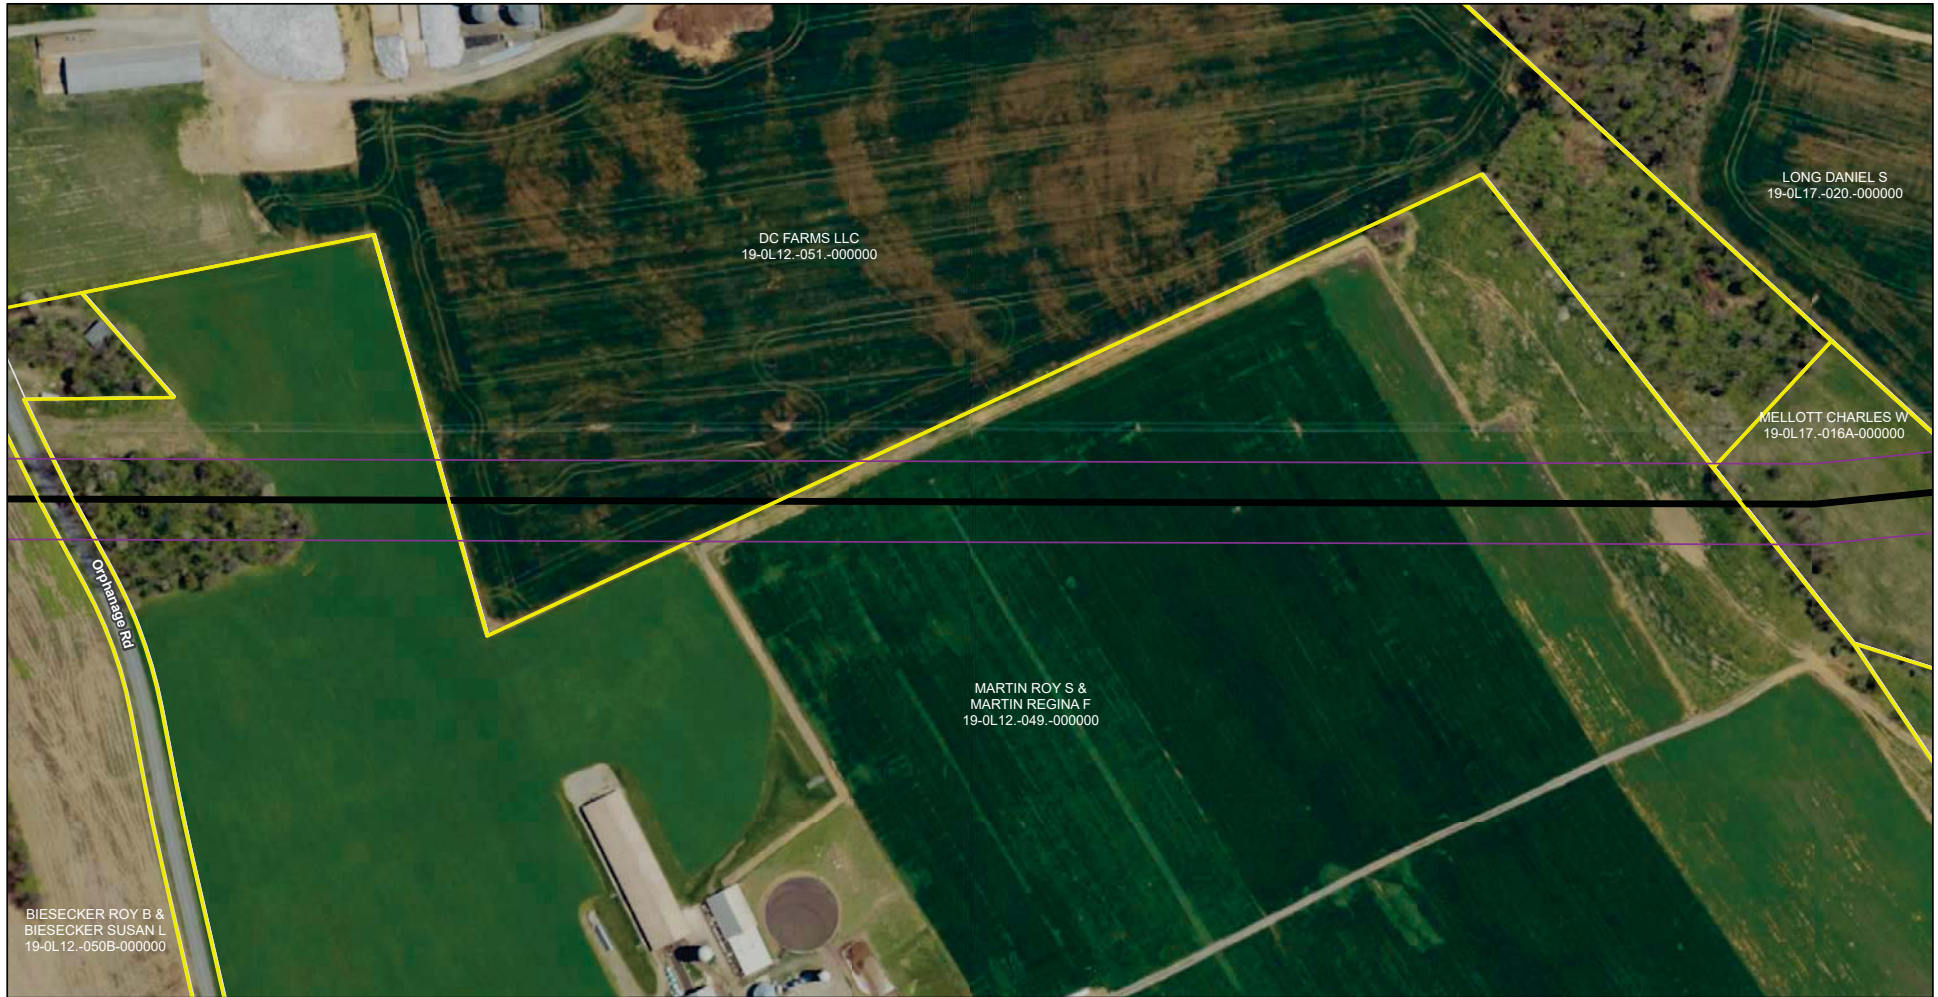 LONG DANIEL S
19-0L17.-020.-000000
DC FARMS LLC
19-0L12.-051.-000000
MELLOTT CHARLES W
19-0L17.-016A-000000
Orphanage Rd
MARTIN ROY S &
MARTIN REGINA F
19-0L12.-049.-000000
BIESECKER ROY B &
BIESECKER SUSAN L
19-0L12.-050B-000000